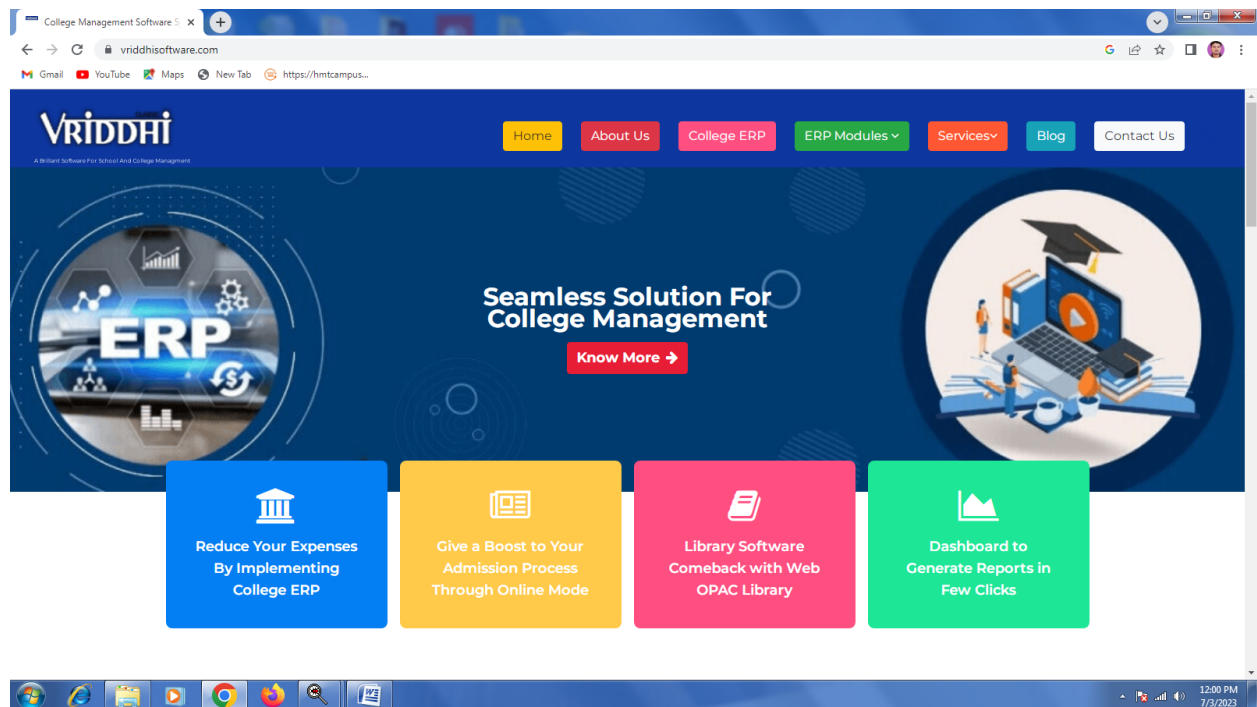 College Management Software S
vriddhisoftware.com
Gmail YouTube Maps New Tab https://hmtcampus...
VRIDDHI
A Brilliant Software For School And College Managment
Home About Us College ERP ERP Modules Services Blog Contact Us
ERP
Seamless Solution For
College Management
Know More
Reduce Your Expenses
By Implementing
College ERP
Give a Boost to Your
Admission Process
Through Online Mode
Library Software
Comeback with Web
OPAC Library
Dashboard to
Generate Reports in
Few Clicks
12:00 PM
7/3/2023